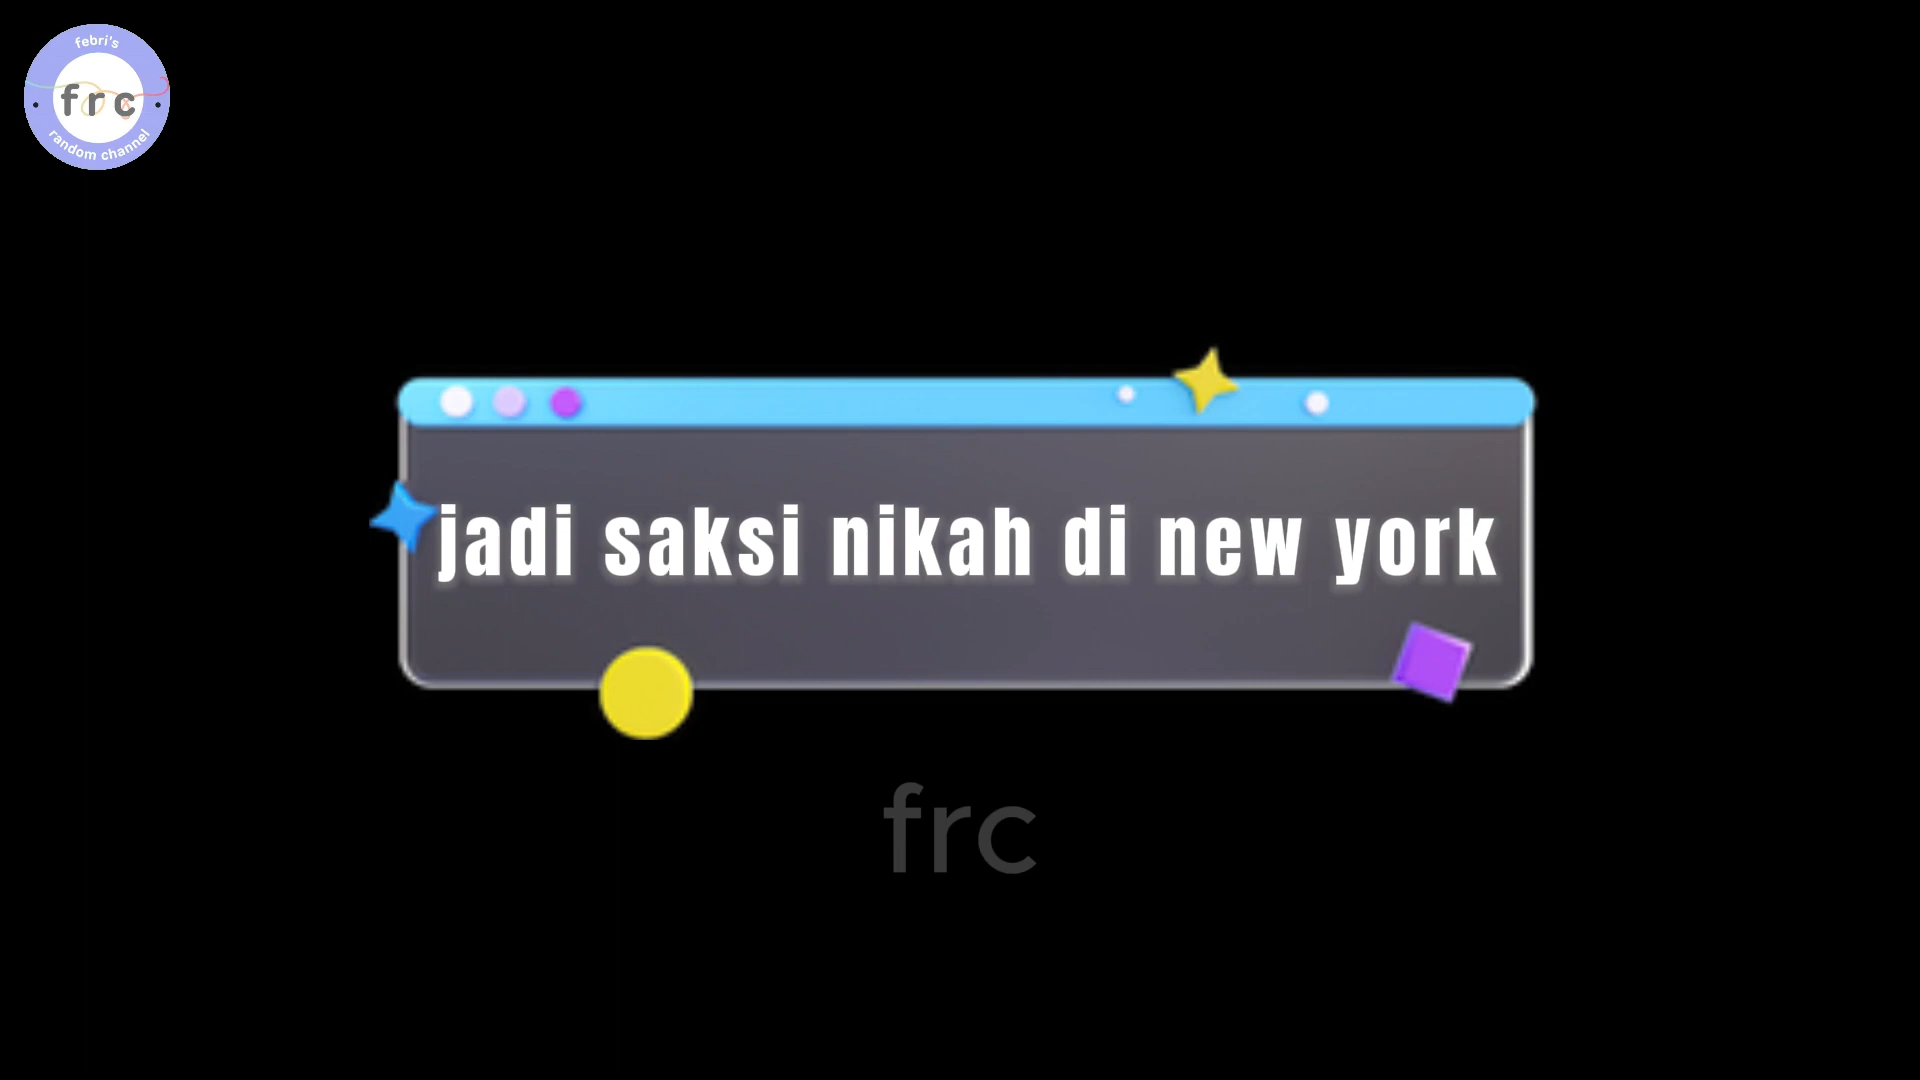 febri's
frc
random channel
jadi saksi nikah di new york
frc